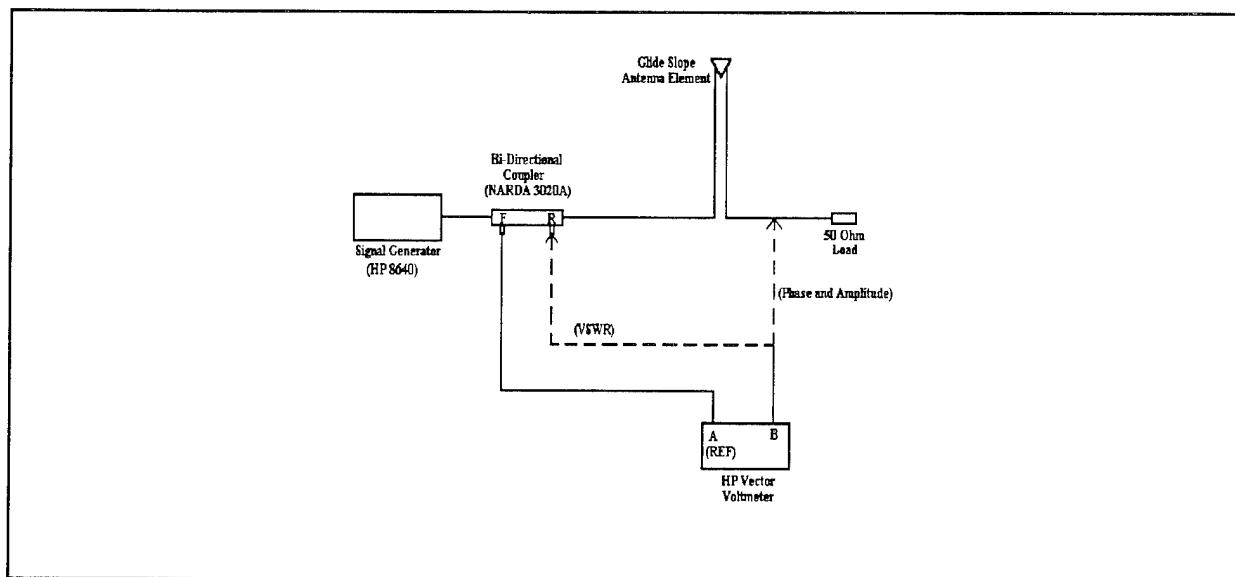 Glide Slope
Antenna Element
Bi-Directional
Coupler
(NARDA 3020A)
F
R
Signal Generator
(HP 8640)
50 Ohm
Load
(Phase and Amplitude)
(VSWR)
A
B
(REF)
HP Vector
Voltmeter